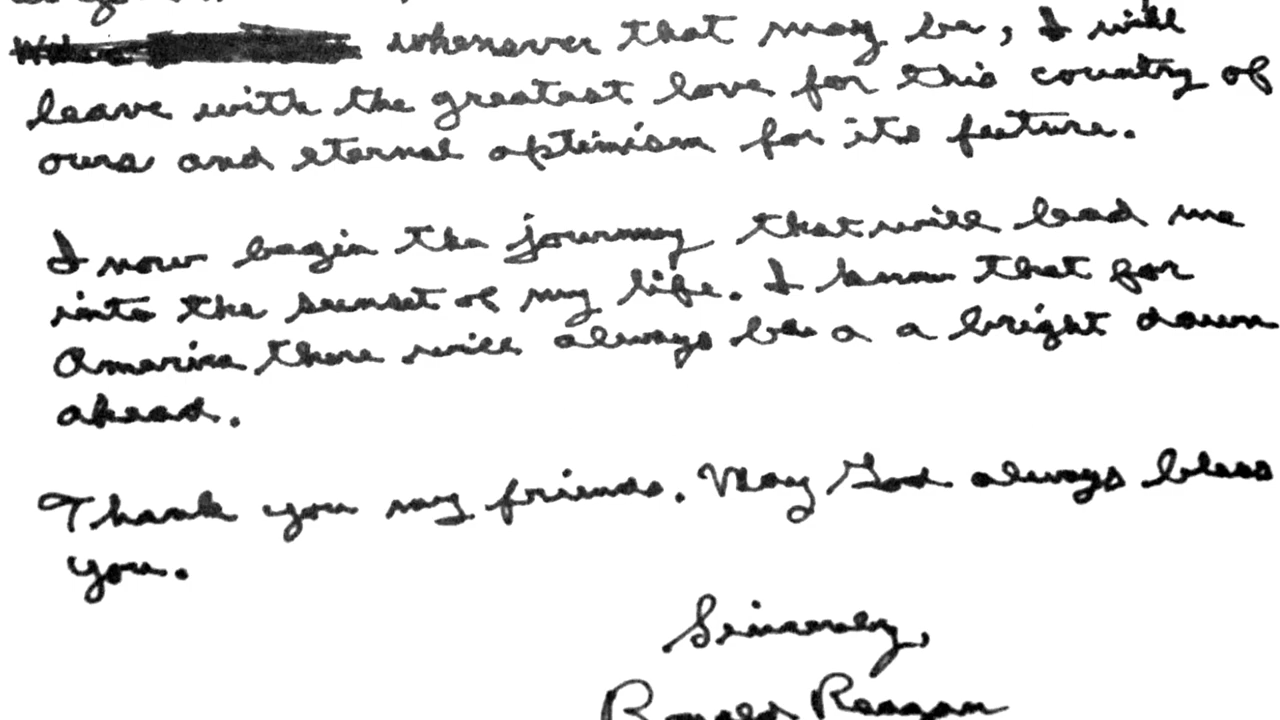 whenever that may be, I will
leave with the greatest love for this country of
ours and eternal optimism for its future.
I now begin the journey that will lead me
into the sunset of my life. I know that for
America there will always be a a bright dawn
ahead.
Thank you my friends. May God always bless
you.
Sincerely,
Ronald Reagan